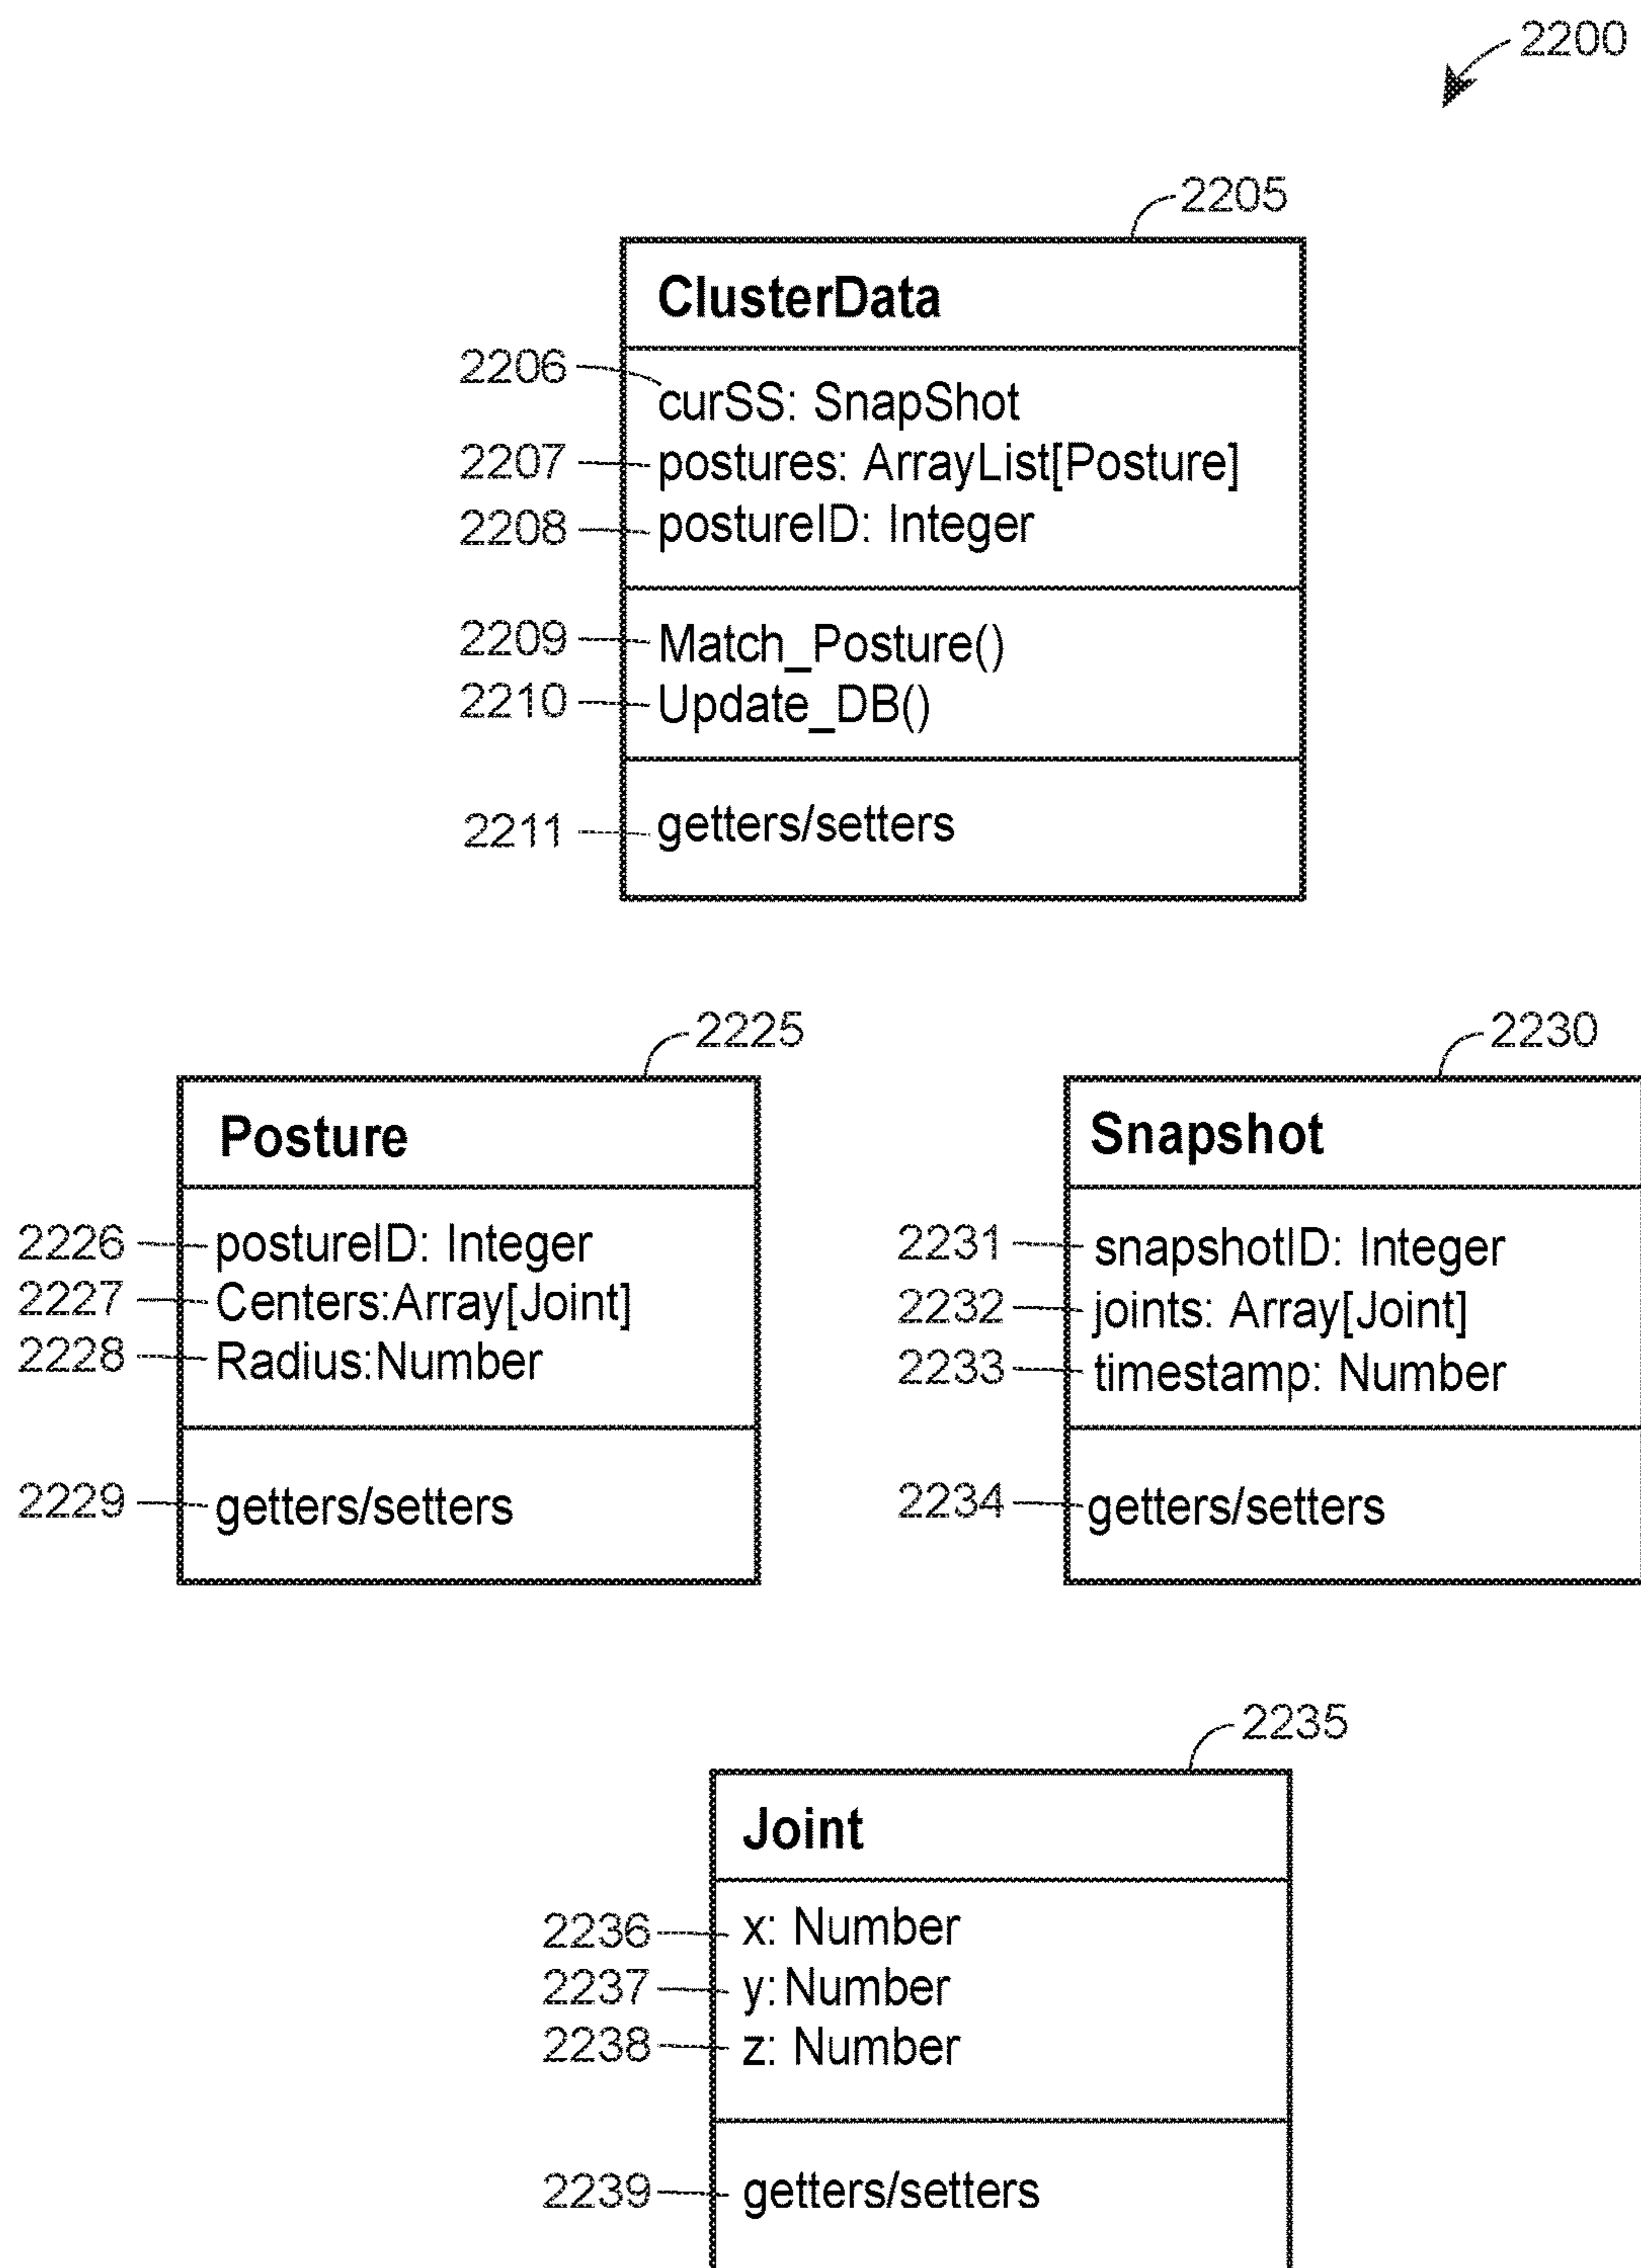 2200
2205
ClusterData
2206 curSS: SnapShot
2207 postures: ArrayList[Posture]
2208 postureID: Integer
2209 Match_Posture()
2210 Update_DB()
2211 getters/setters
2225
Posture
2226 postureID: Integer
2227 Centers:Array[Joint]
2228 Radius:Number
2229 getters/setters
2230
Snapshot
2231 snapshotID: Integer
2232 joints: Array[Joint]
2233 timestamp: Number
2234 getters/setters
2235
Joint
2236 x: Number
2237 y:Number
2238 z: Number
2239 getters/setters